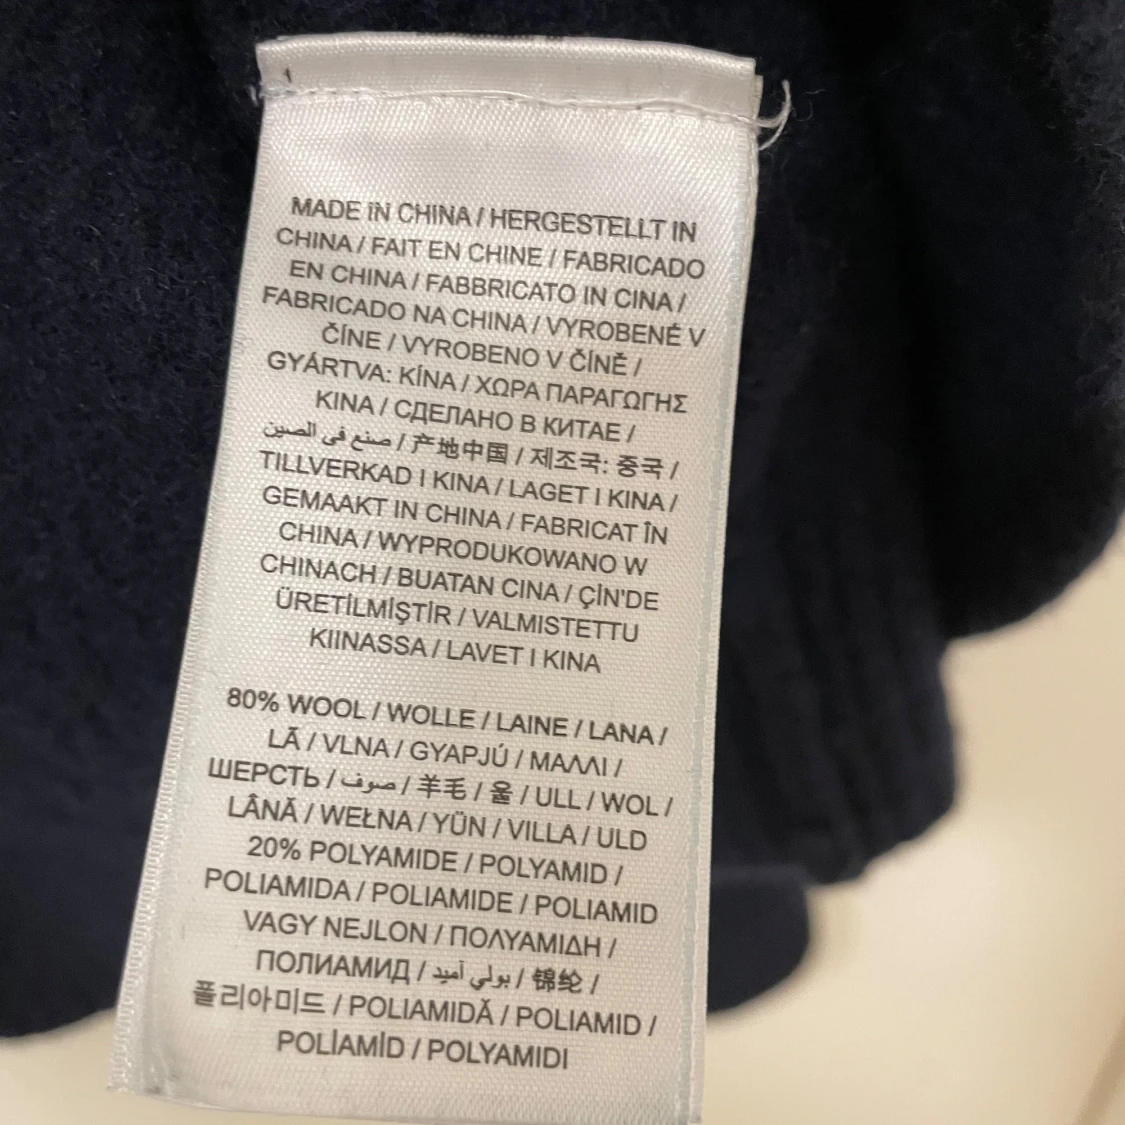 MADE IN CHINA / HERGESTELLT IN
CHINA / FAIT EN CHINE / FABRICADO
EN CHINA / FABBRICATO IN CINA /
FABRICADO NA CHINA / VYROBENÉ V
ČÍNE / VYROBENO V ČÍNĚ /
GYÁRTVA: KÍNA / ΧΩΡΑ ΠΑΡΑΓΩΓΗΣ
KINA / СДЕЛАНО В КИТАЕ /
صنع في الصين / 产地中国 / 제조국: 중국 /
TILLVERKAD I KINA / LAGET I KINA /
GEMAAKT IN CHINA / FABRICAT ÎN
CHINA / WYPRODUKOWANO W
CHINACH / BUATAN CINA / ÇİN'DE
ÜRETİLMİŞTİR / VALMISTETTU
KIINASSA / LAVET I KINA
80% WOOL / WOLLE / LAINE / LANA /
LÃ / VLNA / GYAPJÚ / ΜΑΛΛΙ /
ШЕРСТЬ / صوف / 羊毛 / 울 / ULL / WOL /
LÂNĂ / WEŁNA / YÜN / VILLA / ULD
20% POLYAMIDE / POLYAMID /
POLIAMIDA / POLIAMIDE / POLIAMID
VAGY NEJLON / ΠΟΛΥΑΜΙΔΗ /
ПОЛИАМИД / بولي أميد / 锦纶 /
폴리아미드 / POLIAMIDĂ / POLIAMID /
POLİAMİD / POLYAMIDI